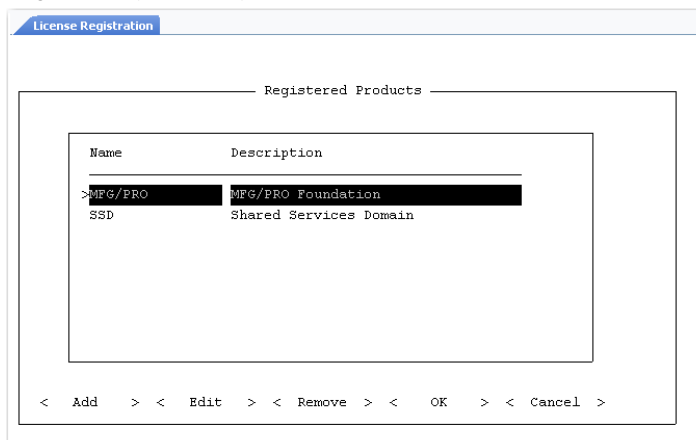 License Registration
Registered Products
Name Description
>MFG/PRO MFG/PRO Foundation
SSD Shared Services Domain
< Add > < Edit > < Remove > < OK > < Cancel >